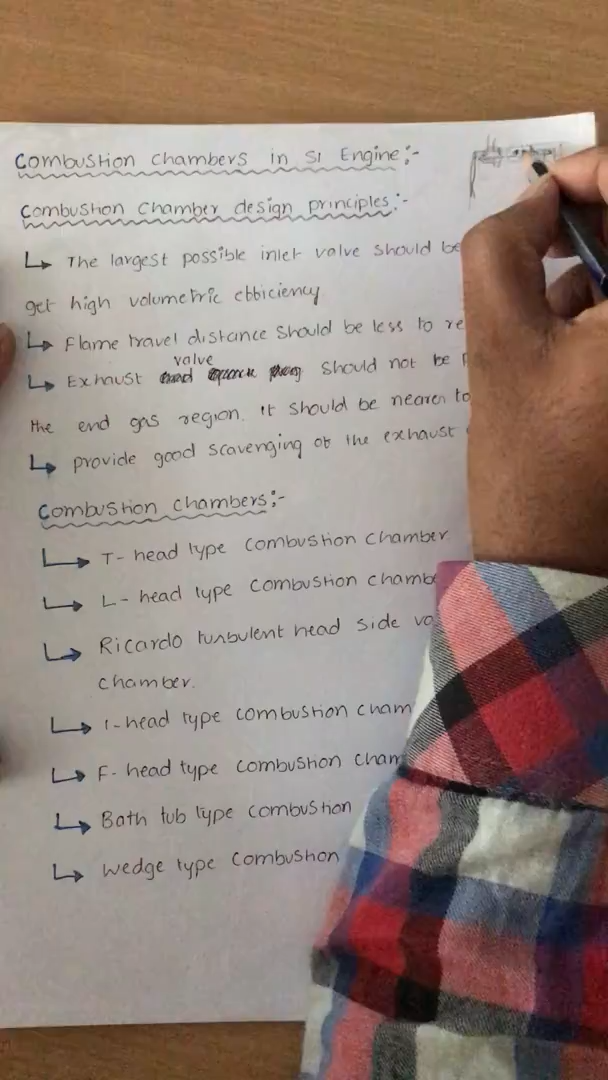 Combustion chambers in SI Engine:-
Combustion chamber design principles:-
↳ The largest possible inlet valve should be
get high volumetric efficiency
↳ Flame travel distance should be less to re
valve
↳ Exhaust should not be
the end gas region. It should be nearer to
↳ provide good scavenging of the exhaust
Combustion chambers:-
↳ T-head type combustion chamber
↳ L-head type combustion chambe
↳ Ricardo turbulent head side va
chamber.
↳ I-head type combustion cham
↳ F-head type combustion cham
↳ Bath tub type combustion
↳ wedge type combustion